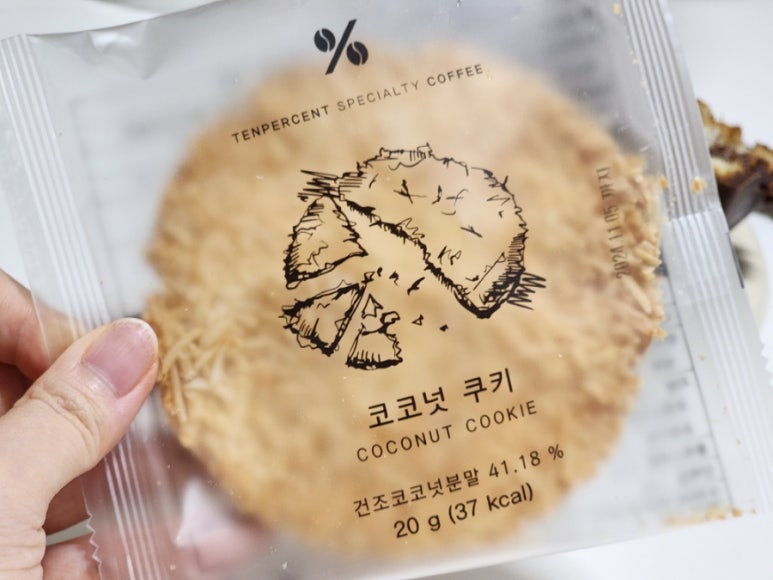 %
TENPERCENT SPECIALTY COFFEE
코코넛 쿠키
COCONUT COOKIE
건조코코넛분말 41.18 %
20 g (37 kcal)